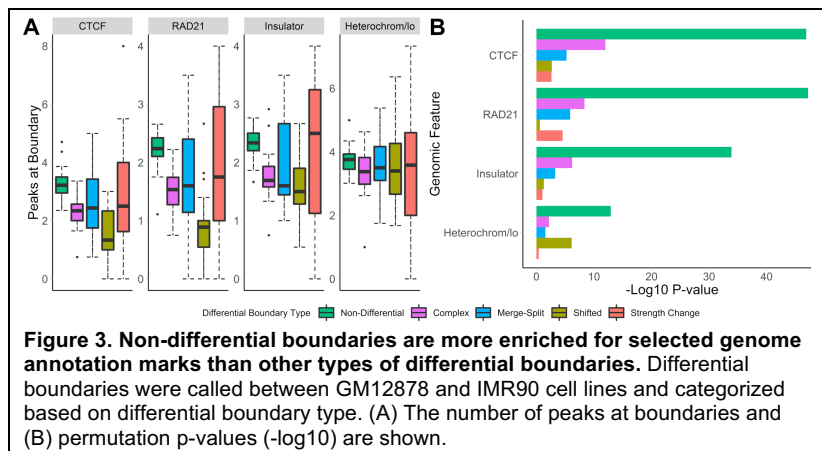 A
CTCF
RAD21
Insulator
Heterochrom/lo
Peaks at Boundary
8
6
4
2
0
4
3
2
1
0
4
3
2
1
0
6
4
2
0
B
Genomic Feature
CTCF
RAD21
Insulator
Heterochrom/lo
0 10 20 30 40
-Log10 P-value
Differential Boundary Type Non-Differential Complex Merge-Split Shifted Strength Change
Figure 3. Non-differential boundaries are more enriched for selected genome
annotation marks than other types of differential boundaries. Differential
boundaries were called between GM12878 and IMR90 cell lines and categorized
based on differential boundary type. (A) The number of peaks at boundaries and
(B) permutation p-values (-log10) are shown.